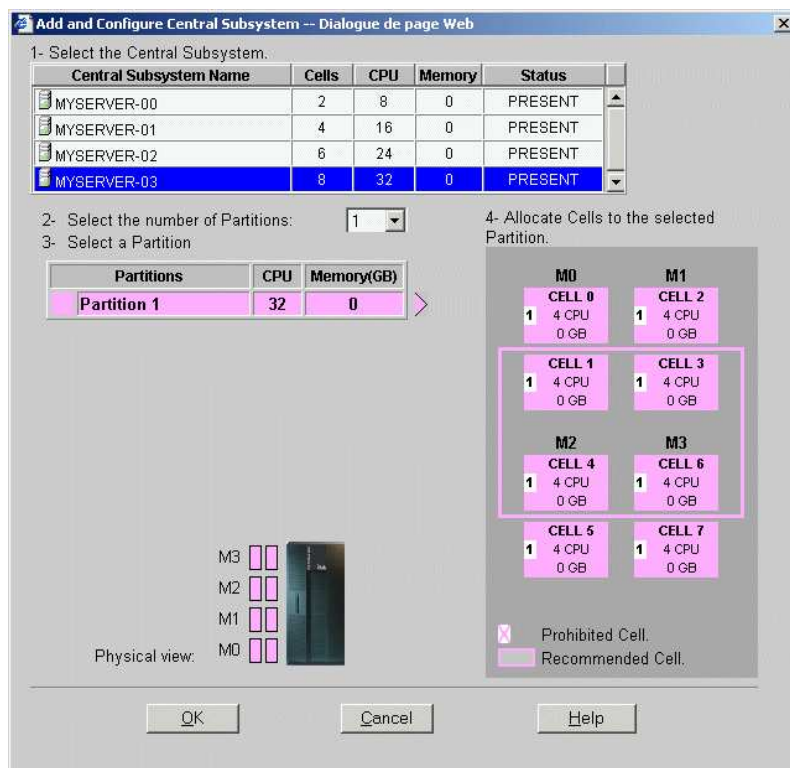 Add and Configure Central Subsystem -- Dialogue de page Web
1- Select the Central Subsystem.
Central Subsystem Name Cells CPU Memory Status
MYSERVER-00 2 8 0 PRESENT
MYSERVER-01 4 16 0 PRESENT
MYSERVER-02 6 24 0 PRESENT
MYSERVER-03 8 32 0 PRESENT
2- Select the number of Partitions: 1
3- Select a Partition
Partitions CPU Memory(GB)
Partition 1 32 0
4- Allocate Cells to the selected
Partition.
M0 M1
CELL 0 CELL 2
1 4 CPU 1 4 CPU
0 GB 0 GB
CELL 1 CELL 3
1 4 CPU 1 4 CPU
0 GB 0 GB
M2 M3
CELL 4 CELL 6
1 4 CPU 1 4 CPU
0 GB 0 GB
CELL 5 CELL 7
1 4 CPU 1 4 CPU
0 GB 0 GB
Prohibited Cell.
Recommended Cell.
M3
M2
M1
Physical view: M0
OK Cancel Help